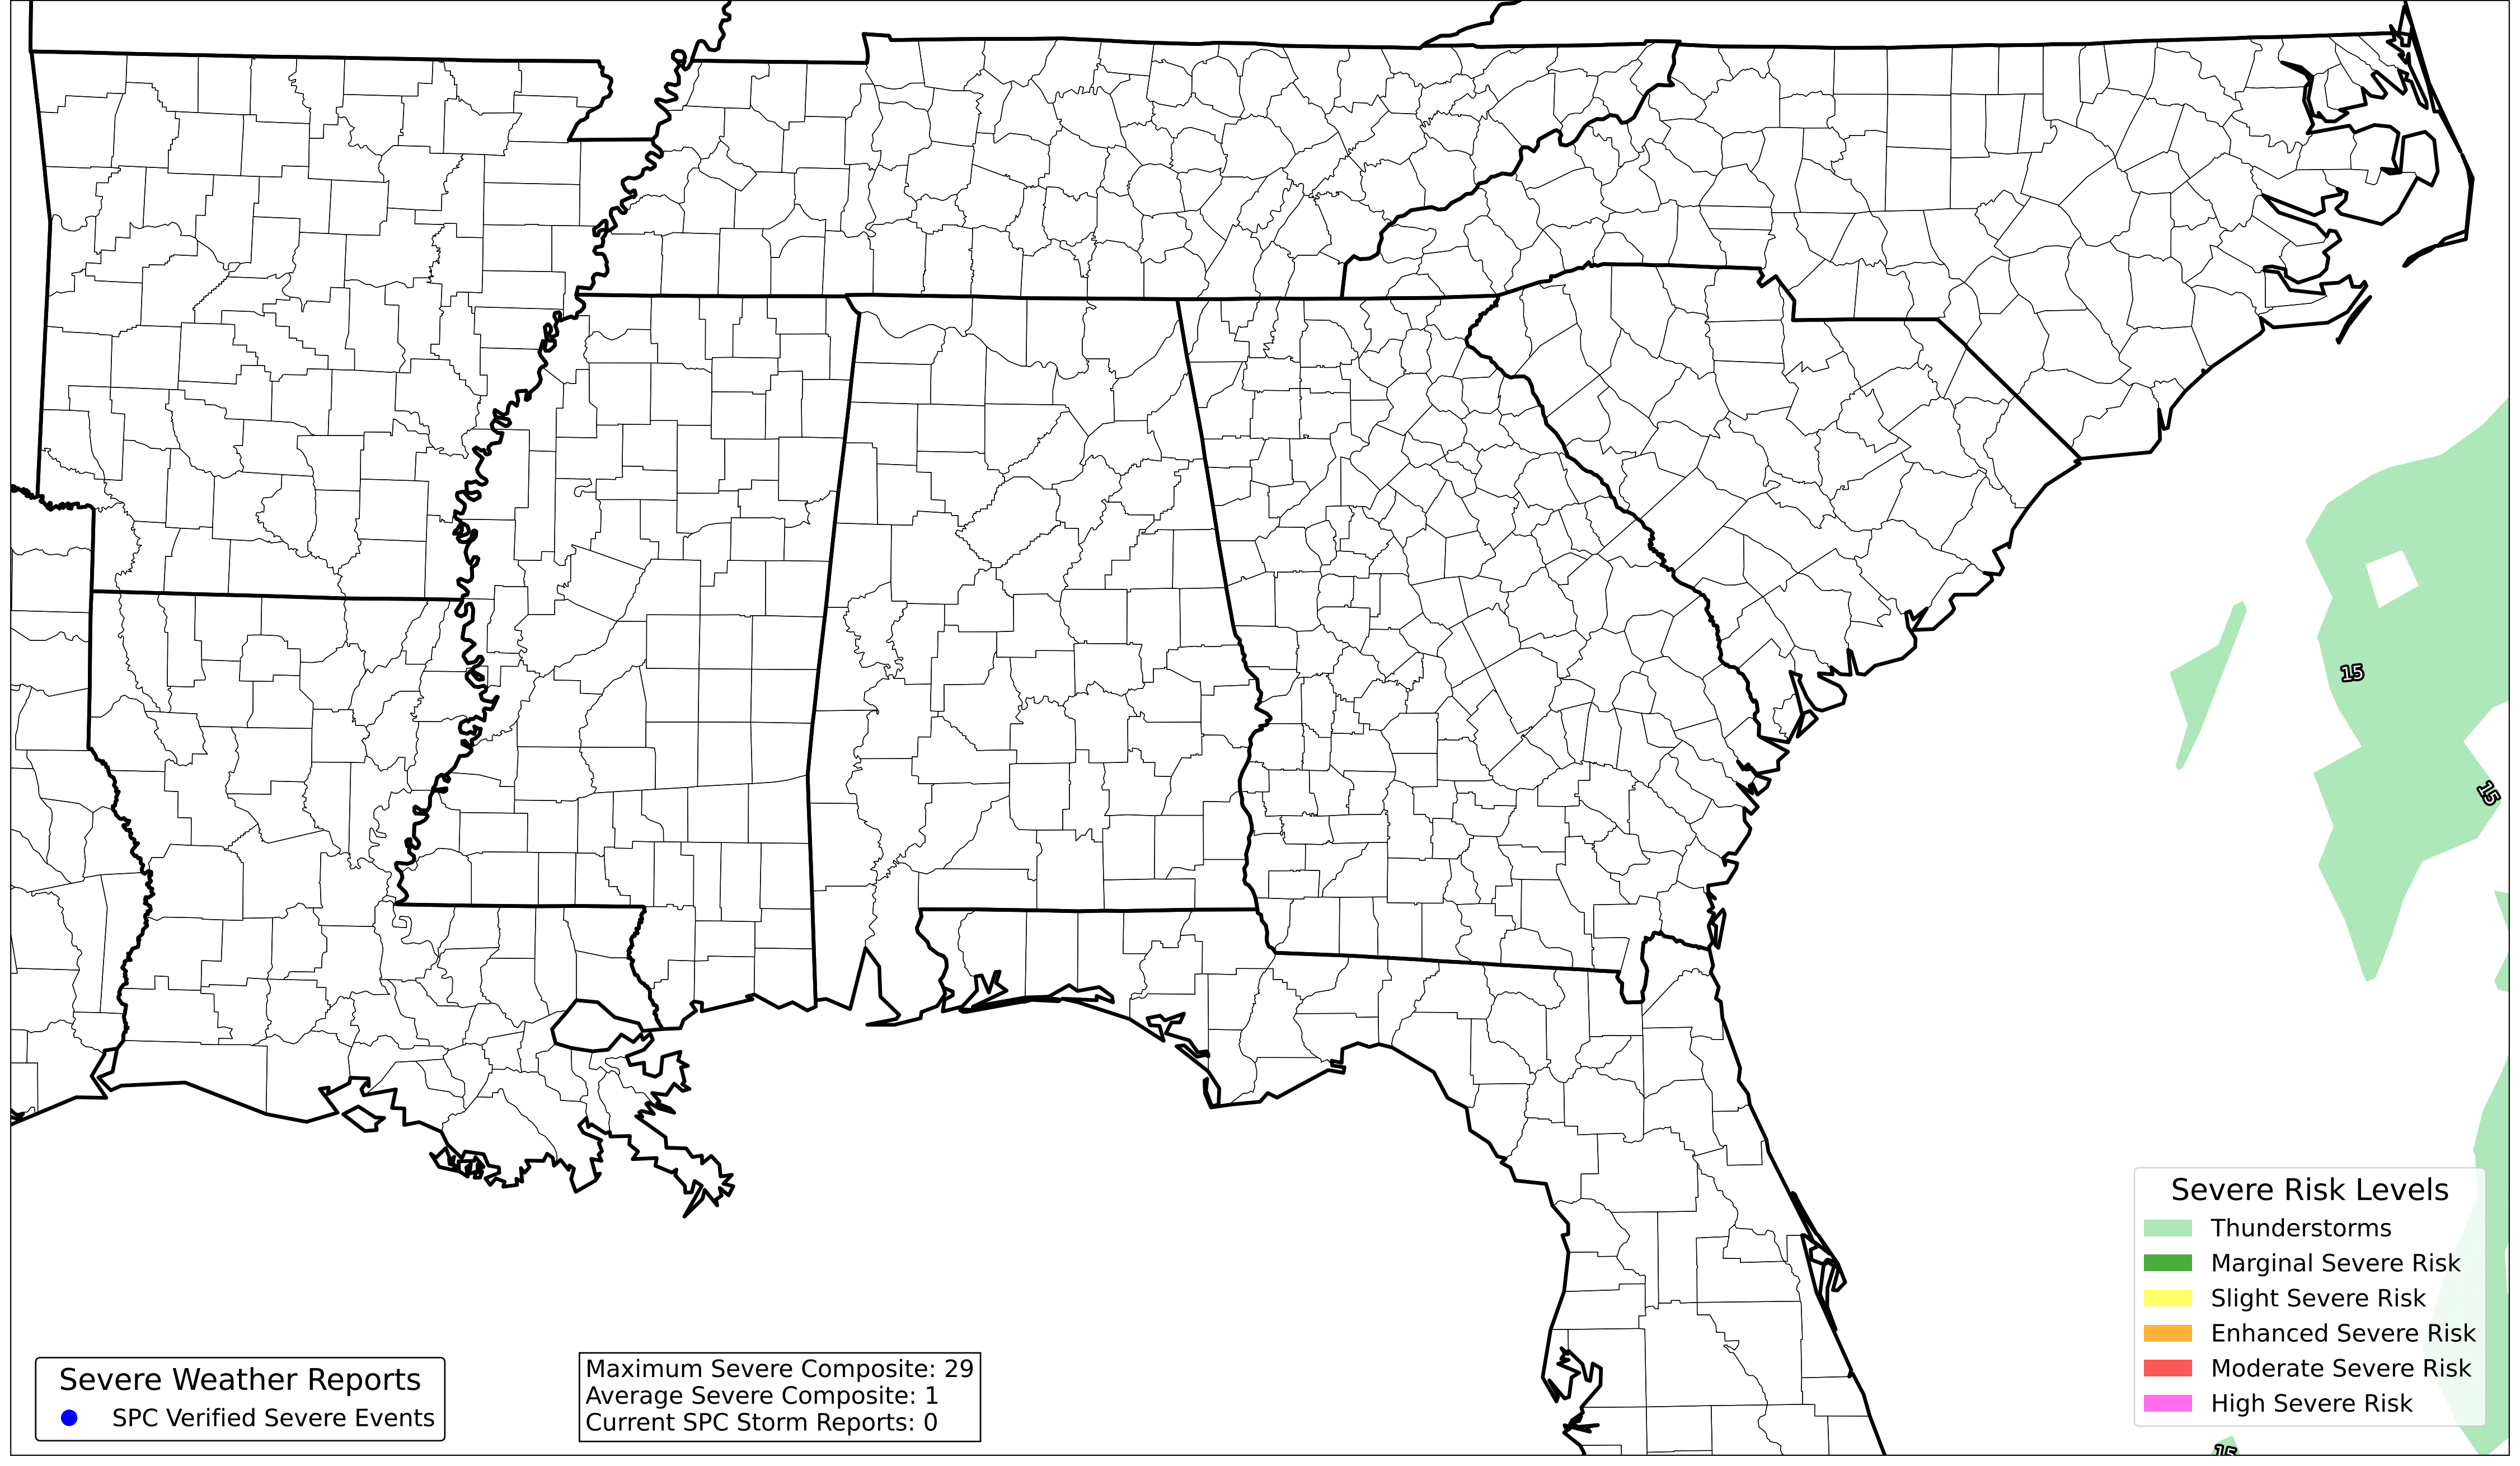 15
15
Severe Risk Levels
Thunderstorms
Marginal Severe Risk
Slight Severe Risk
Enhanced Severe Risk
Moderate Severe Risk
High Severe Risk
Severe Weather Reports
SPC Verified Severe Events
Maximum Severe Composite: 29
Average Severe Composite: 1
Current SPC Storm Reports: 0
15